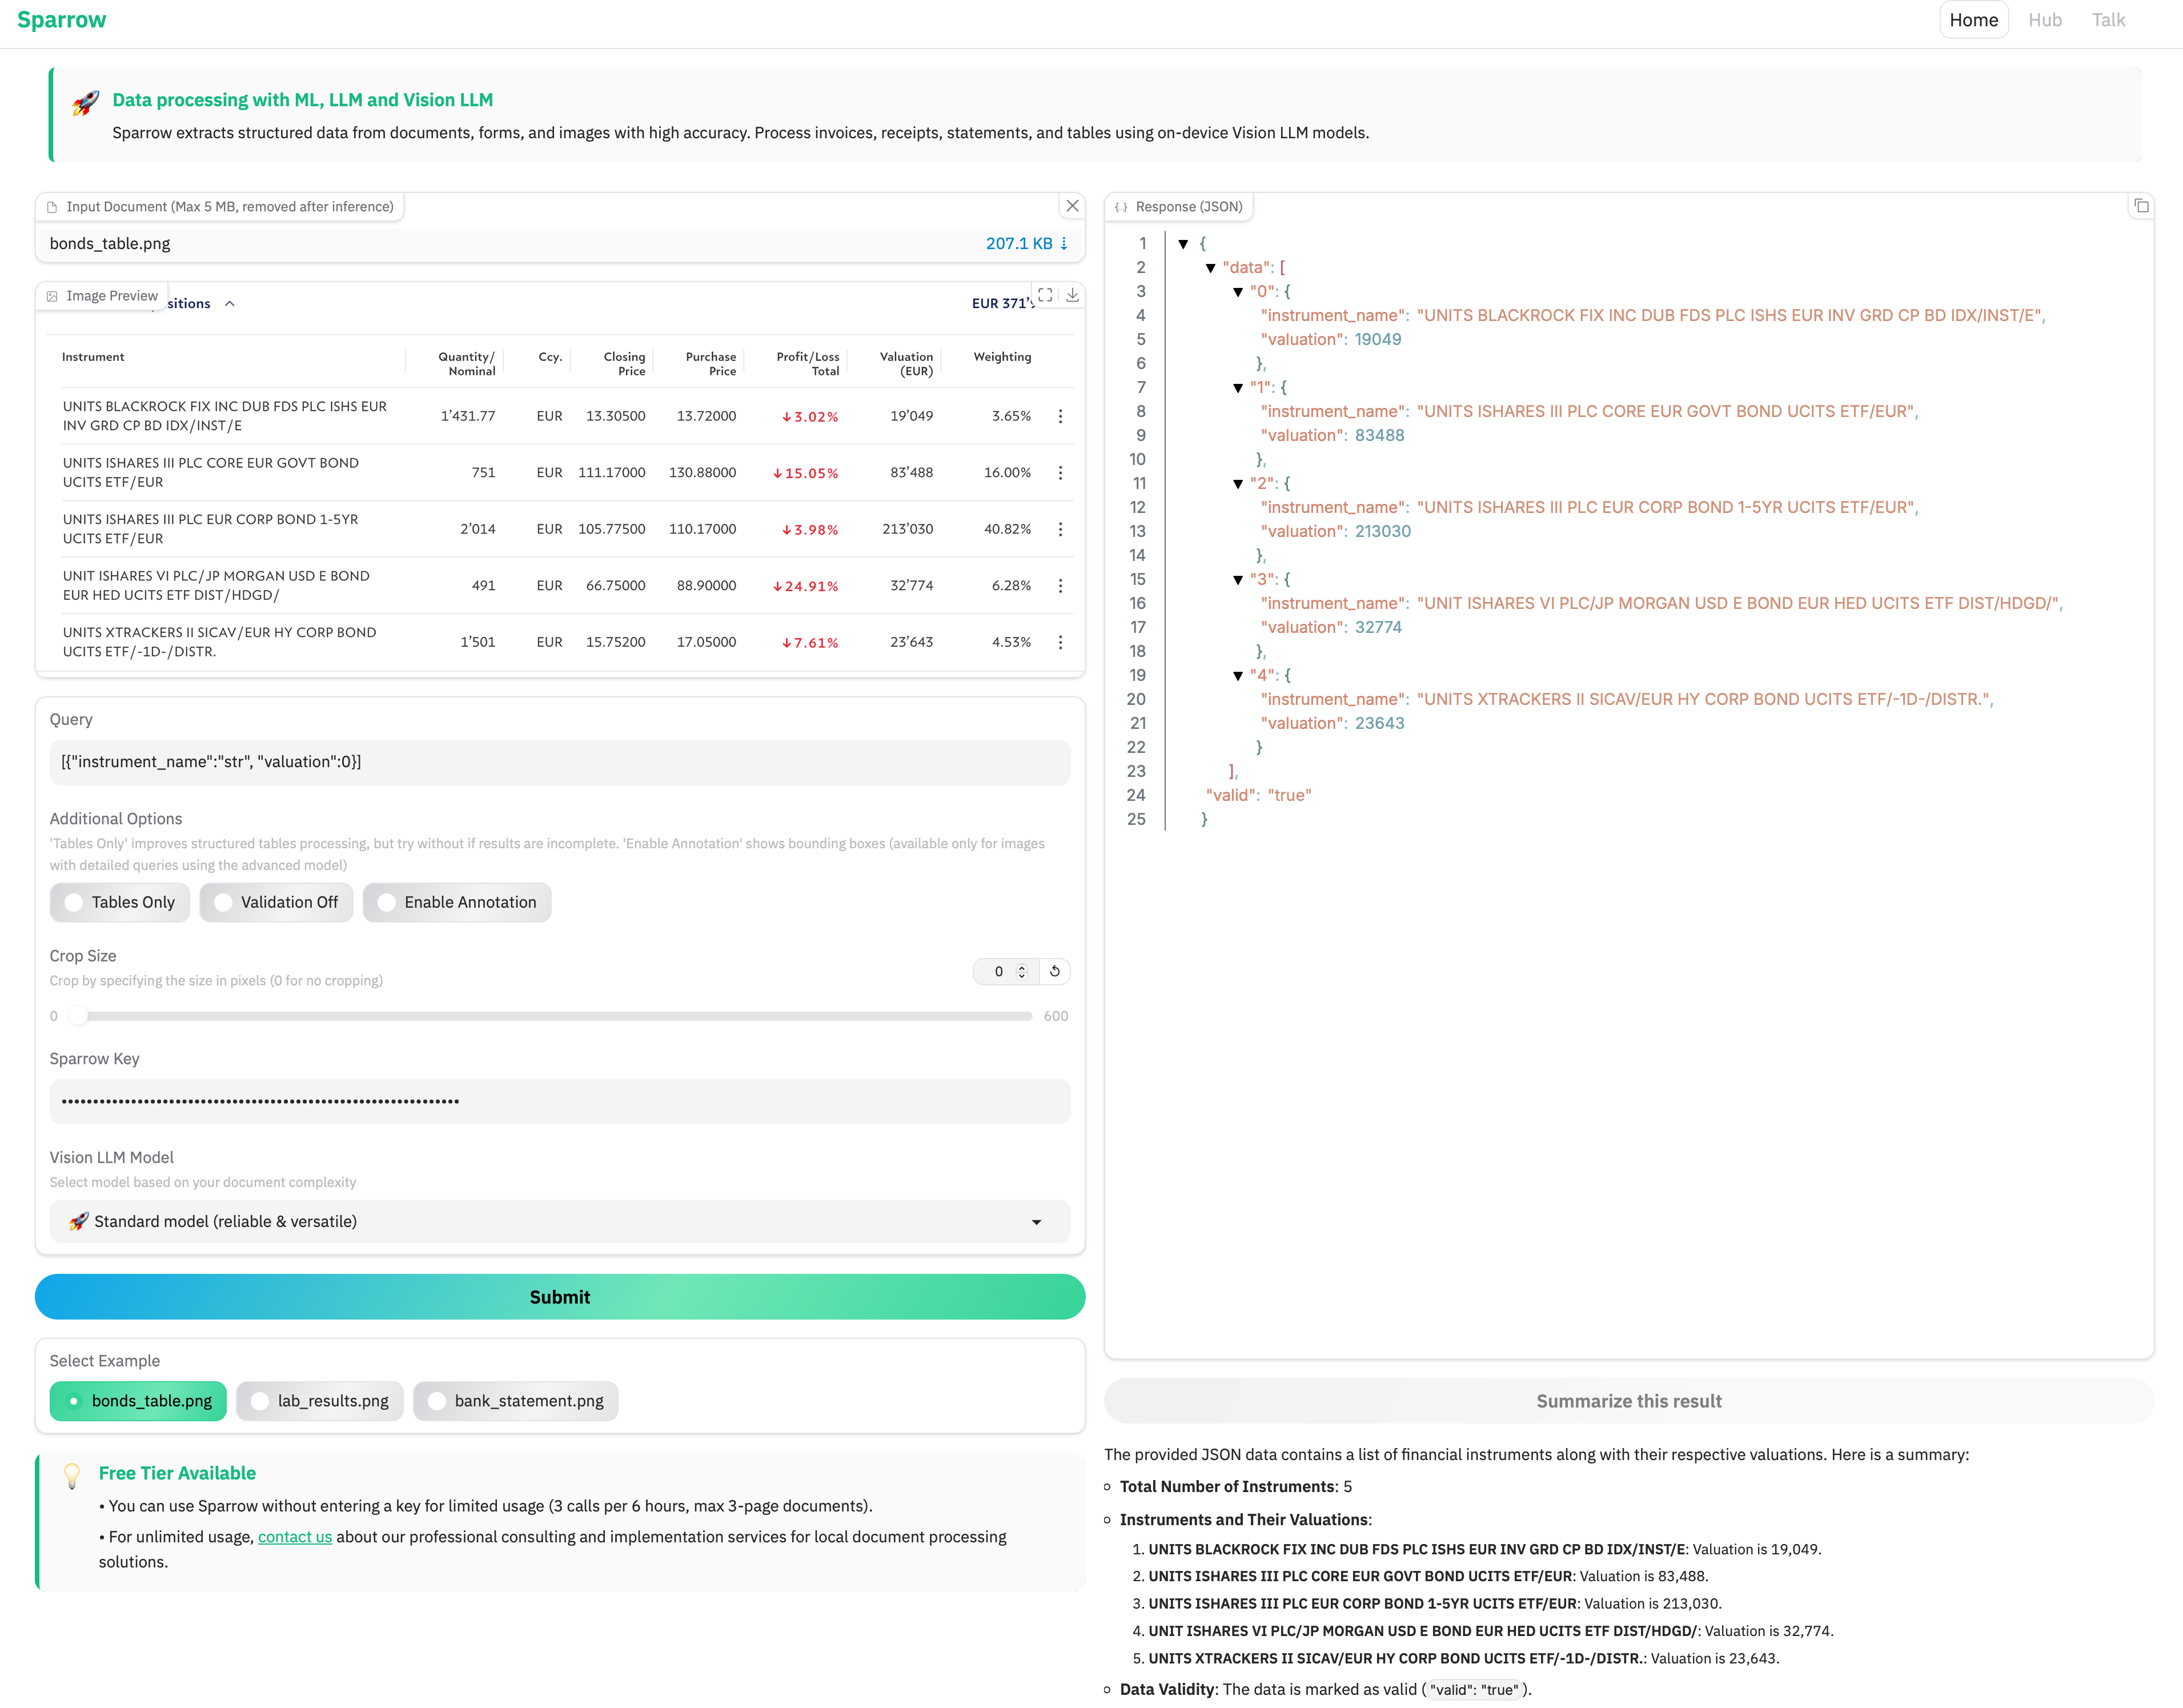 Sparrow
Home Hub Talk
🚀 Data processing with ML, LLM and Vision LLM
Sparrow extracts structured data from documents, forms, and images with high accuracy. Process invoices, receipts, statements, and tables using on-device Vision LLM models.
Input Document (Max 5 MB, removed after inference)
bonds_table.png 207.1 KB ⇣
Image Preview
sitions EUR 371’
Instrument Quantity/ Ccy. Closing Purchase Profit/Loss Valuation Weighting
Nominal Price Price Total (EUR)
UNITS BLACKROCK FIX INC DUB FDS PLC ISHS EUR
INV GRD CP BD IDX/INST/E
1’431.77 EUR 13.30500 13.72000 ↓3.02% 19’049 3.65%
UNITS ISHARES III PLC CORE EUR GOVT BOND
UCITS ETF/EUR
751 EUR 111.17000 130.88000 ↓15.05% 83’488 16.00%
UNITS ISHARES III PLC EUR CORP BOND 1-5YR
UCITS ETF/EUR
2’014 EUR 105.77500 110.17000 ↓3.98% 213’030 40.82%
UNIT ISHARES VI PLC/JP MORGAN USD E BOND
EUR HED UCITS ETF DIST/HDGD/
491 EUR 66.75000 88.90000 ↓24.91% 32’774 6.28%
UNITS XTRACKERS II SICAV/EUR HY CORP BOND
UCITS ETF/-1D-/DISTR.
1’501 EUR 15.75200 17.05000 ↓7.61% 23’643 4.53%
Query
[{"instrument_name":"str", "valuation":0}]
Additional Options
'Tables Only' improves structured tables processing, but try without if results are incomplete. 'Enable Annotation' shows bounding boxes (available only for images
with detailed queries using the advanced model)
Tables Only Validation Off Enable Annotation
Crop Size
Crop by specifying the size in pixels (0 for no cropping)
0
0 600
Sparrow Key
Vision LLM Model
Select model based on your document complexity
🚀 Standard model (reliable & versatile)
Submit
Select Example
bonds_table.png lab_results.png bank_statement.png
💡 Free Tier Available
• You can use Sparrow without entering a key for limited usage (3 calls per 6 hours, max 3-page documents).
• For unlimited usage, contact us about our professional consulting and implementation services for local document processing
solutions.
{..} Response (JSON)
1 {
2 "data": [
3 "0": {
4 "instrument_name": "UNITS BLACKROCK FIX INC DUB FDS PLC ISHS EUR INV GRD CP BD IDX/INST/E",
5 "valuation": 19049
6 },
7 "1": {
8 "instrument_name": "UNITS ISHARES III PLC CORE EUR GOVT BOND UCITS ETF/EUR",
9 "valuation": 83488
10 },
11 "2": {
12 "instrument_name": "UNITS ISHARES III PLC EUR CORP BOND 1-5YR UCITS ETF/EUR",
13 "valuation": 213030
14 },
15 "3": {
16 "instrument_name": "UNIT ISHARES VI PLC/JP MORGAN USD E BOND EUR HED UCITS ETF DIST/HDGD/",
17 "valuation": 32774
18 },
19 "4": {
20 "instrument_name": "UNITS XTRACKERS II SICAV/EUR HY CORP BOND UCITS ETF/-1D-/DISTR.",
21 "valuation": 23643
22 }
23 ],
24 "valid": "true"
25 }
Summarize this result
The provided JSON data contains a list of financial instruments along with their respective valuations. Here is a summary:
Total Number of Instruments: 5
Instruments and Their Valuations:
1. UNITS BLACKROCK FIX INC DUB FDS PLC ISHS EUR INV GRD CP BD IDX/INST/E: Valuation is 19,049.
2. UNITS ISHARES III PLC CORE EUR GOVT BOND UCITS ETF/EUR: Valuation is 83,488.
3. UNITS ISHARES III PLC EUR CORP BOND 1-5YR UCITS ETF/EUR: Valuation is 213,030.
4. UNIT ISHARES VI PLC/JP MORGAN USD E BOND EUR HED UCITS ETF DIST/HDGD/: Valuation is 32,774.
5. UNITS XTRACKERS II SICAV/EUR HY CORP BOND UCITS ETF/-1D-/DISTR.: Valuation is 23,643.
Data Validity: The data is marked as valid ( "valid": "true" ).